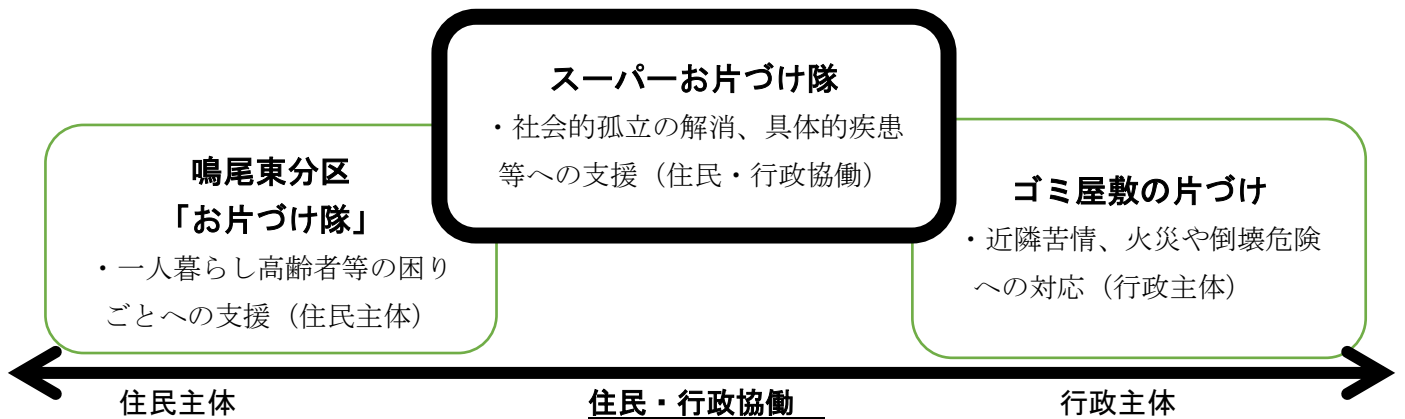 スーパーお片づけ隊
・社会的孤立の解消、具体的疾患
等への支援（住民・行政協働）
鳴尾東分区
「お片づけ隊」
・一人暮らし高齢者等の困り
ごとへの支援（住民主体）
ゴミ屋敷の片づけ
・近隣苦情、火災や倒壊危険
への対応（行政主体）
住民主体
住民・行政協働
行政主体